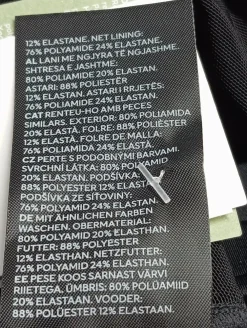 12% ELASTANE. NET LINING:
76% POLYAMIDE 24% ELASTANE.
AL LANI ME NGJYRA TË NGJASHME.
SHTRESA E JASHTME:
80% POLIAMIDE 20% ELASTAN.
ASTARI: 88% POLIESTËR
12% ELASTAN. ASTARI I RRJETËS:
76% POLIAMIDE 24% ELASTAN.
CAT RENTEU-HO AMB PECES
SIMILARS. EXTERIOR: 80% POLIAMIDA
20% ELASTÀ. FOLRE: 88% POLIÈSTER
12% ELASTÀ. FOLRE DE MALLA:
76% POLIAMIDA 24% ELASTÀ.
CZ PERTE S PODOBNÝMI BARVAMI.
SVRCHNÍ LÁTKA: 80% POLYAMID
20% ELASTAN. PODŠÍVKA:
88% POLYESTER 12% ELASTAN.
PODŠÍVKA ZE SÍŤOVINY:
76% POLYAMID 24% ELASTAN.
DE MIT ÄHNLICHEN FARBEN
WASCHEN. OBERMATERIAL:
80% POLYAMID 20% ELASTHAN.
FUTTER: 88% POLYESTER
12% ELASTHAN. NETZFUTTER:
76% POLYAMID 24% ELASTHAN.
EE PESE KOOS SARNAST VÄRVI
RIIETEGA. ÜMBRIS: 80% POLÜAMIID
20% ELASTAAN. VOODER:
88% POLÜESTER 12% ELASTAAN.